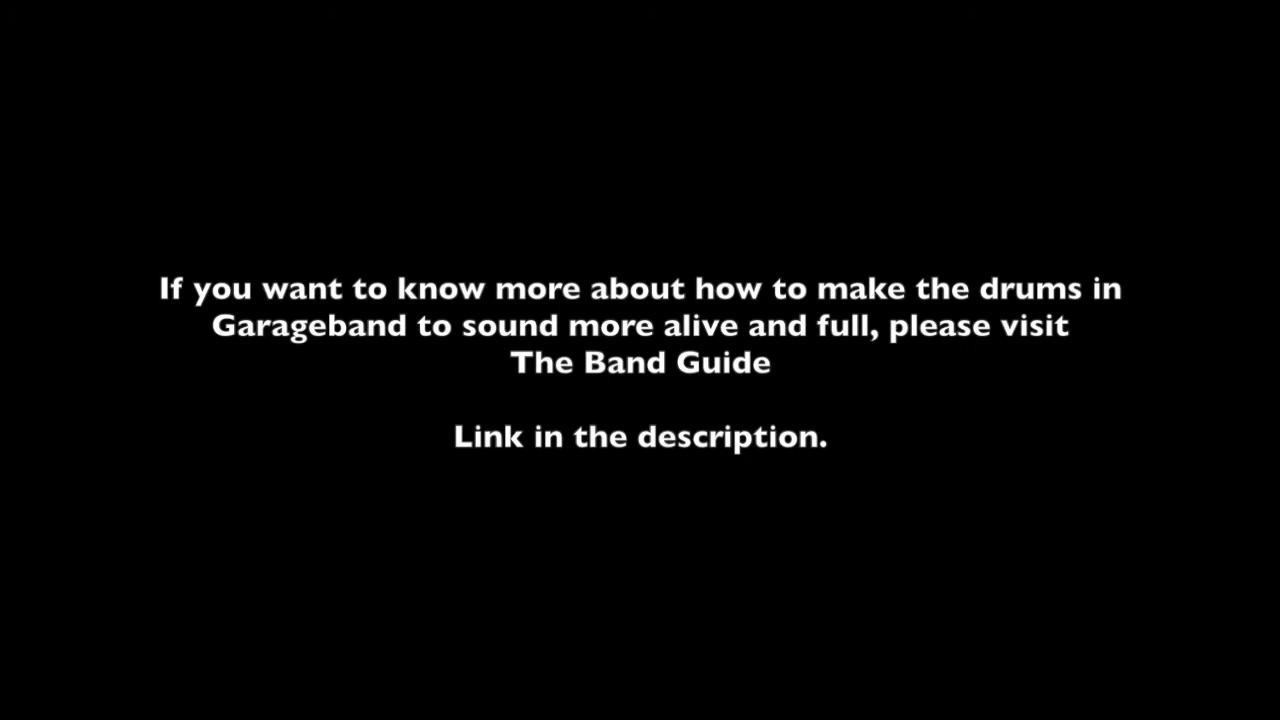 If you want to know more about how to make the drums in
Garageband to sound more alive and full, please visit
The Band Guide
Link in the description.